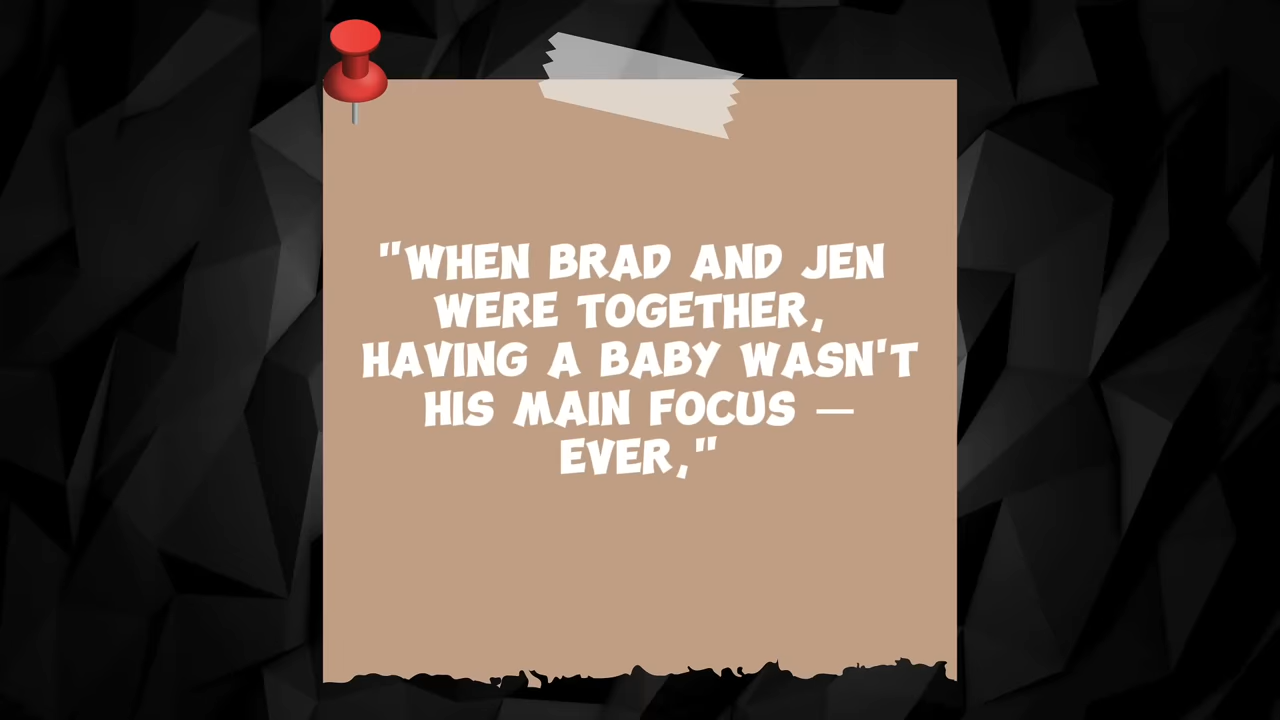 "WHEN BRAD AND JEN
WERE TOGETHER,
HAVING A BABY WASN'T
HIS MAIN FOCUS —
EVER,"